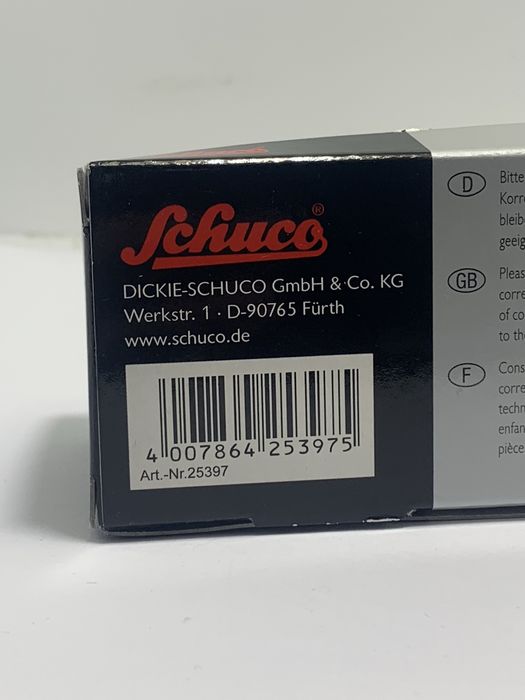 Schuco®
DICKIE-SCHUCO GmbH & Co. KG
Werkstr. 1 · D-90765 Fürth
www.schuco.de
4 007864 253975
Art.-Nr.25397
D
Bitte
Korre
bleib
geeig
GB
Pleas
corre
of co
to th
F
Cons
corre
techn
enfan
pièce